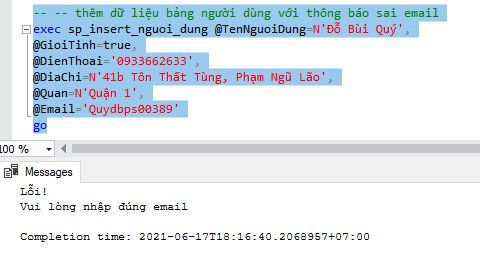 -- -- thêm dữ liệu bảng người dùng với thông báo sai email
exec sp_insert_nguoi_dung @TenNguoiDung=N'Đỗ Bùi Quý',
@GioiTinh=true,
@DienThoai='0933662633',
@DiaChi=N'41b Tôn Thất Tùng, Phạm Ngũ Lão',
@Quan=N'Quận 1',
@Email='Quydbps00389'
go
100 %
Messages
Lỗi!
Vui lòng nhập đúng email
Completion time: 2021-06-17T18:16:40.2068957+07:00